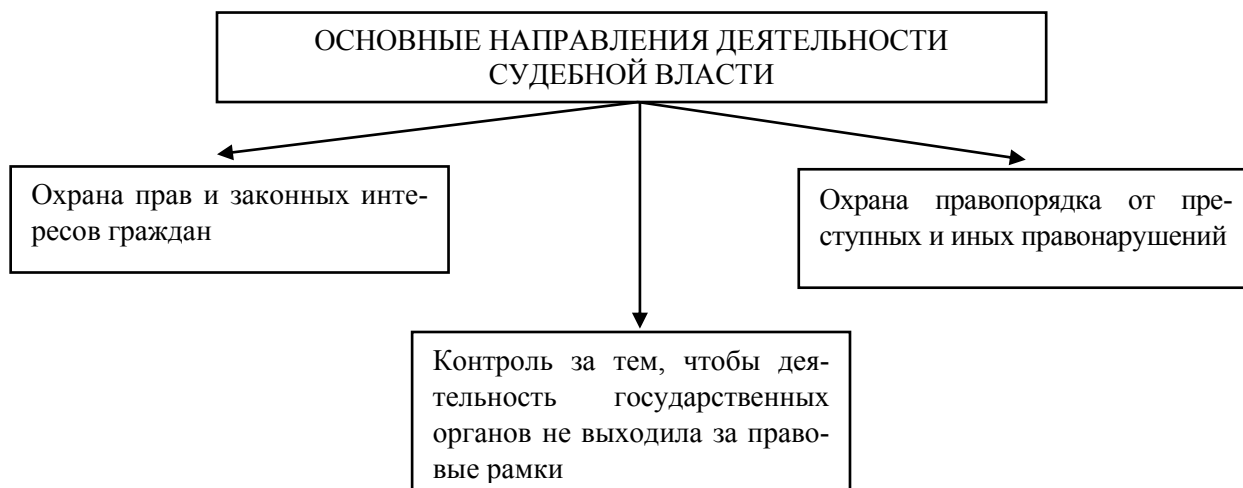 ОСНОВНЫЕ НАПРАВЛЕНИЯ ДЕЯТЕЛЬНОСТИ
СУДЕБНОЙ ВЛАСТИ
Охрана прав и законных инте-
ресов граждан
Охрана правопорядка от пре-
ступных и иных правонарушений
Контроль за тем, чтобы дея-
тельность государственных
органов не выходила за право-
вые рамки